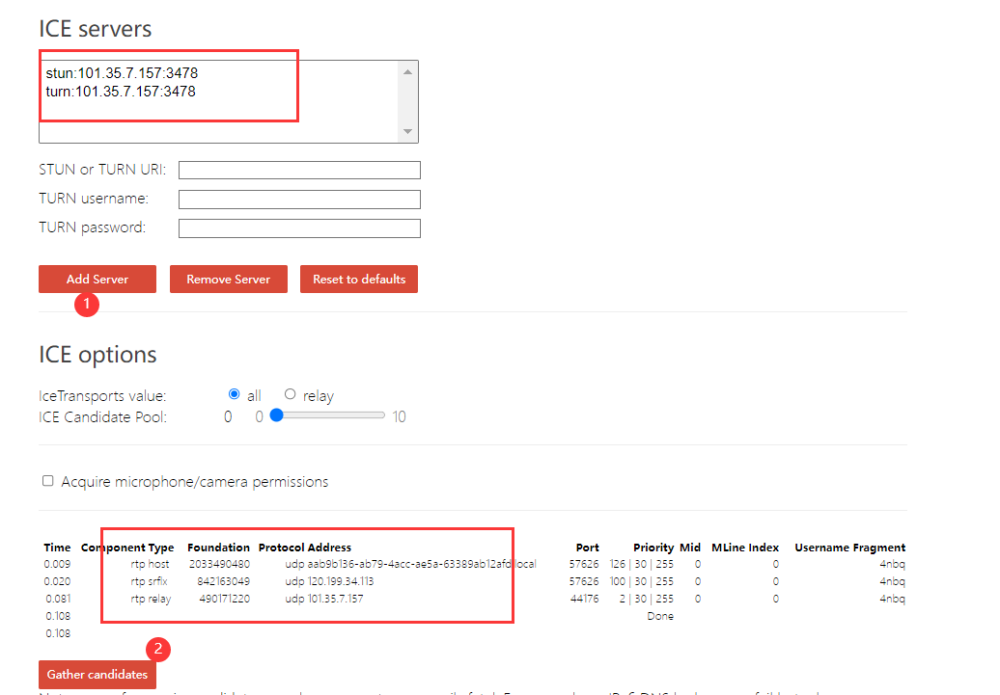 ICE servers
stun:101.35.7.157:3478
turn:101.35.7.157:3478
STUN or TURN URI:
TURN username:
TURN password:
Add Server Remove Server Reset to defaults
1
ICE options
IceTransports value: all relay
ICE Candidate Pool: 0 0 10
Acquire microphone/camera permissions
Time Component Type Foundation Protocol Address Port Priority Mid MLine Index Username Fragment
0.009 rtp host 2033490480 udp aab9b136-ab79-4acc-ae5a-63389ab12afd.local 57626 126 | 30 | 255 0 0 4nbq
0.020 rtp srflx 842163049 udp 120.199.34.113 57626 100 | 30 | 255 0 0 4nbq
0.081 rtp relay 490171220 udp 101.35.7.157 44176 2 | 30 | 255 0 0 4nbq
0.108 Done
0.108
2
Gather candidates